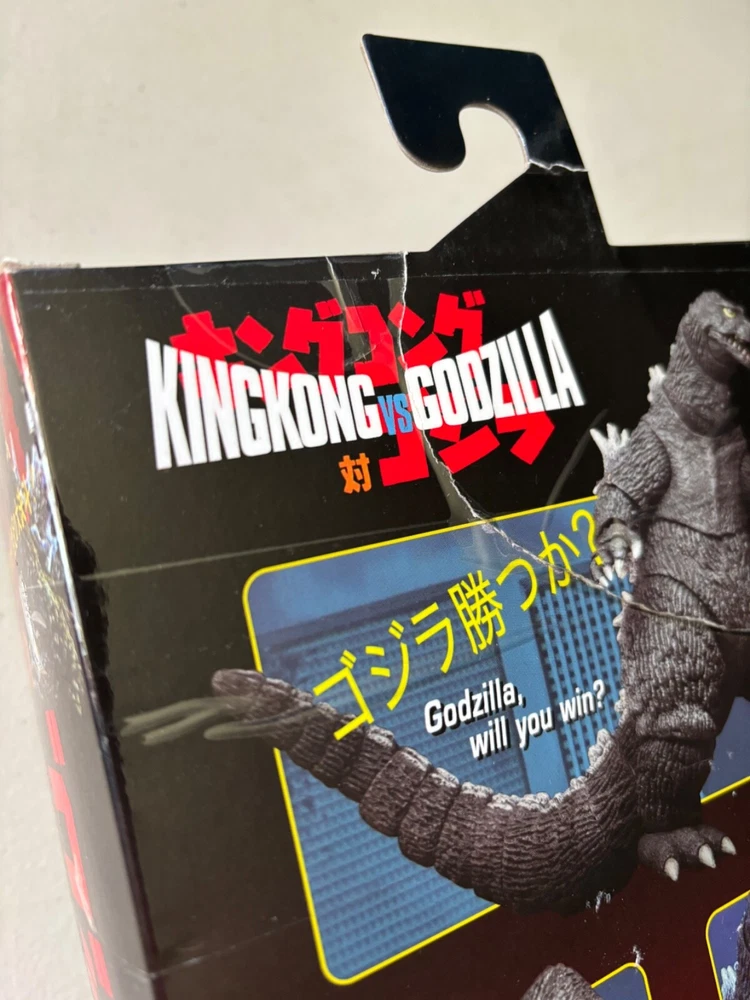 キングコング
KINGKONG VS GODZILLA
対 ゴジラ
ゴジラ勝つか?
Godzilla,
will you win?